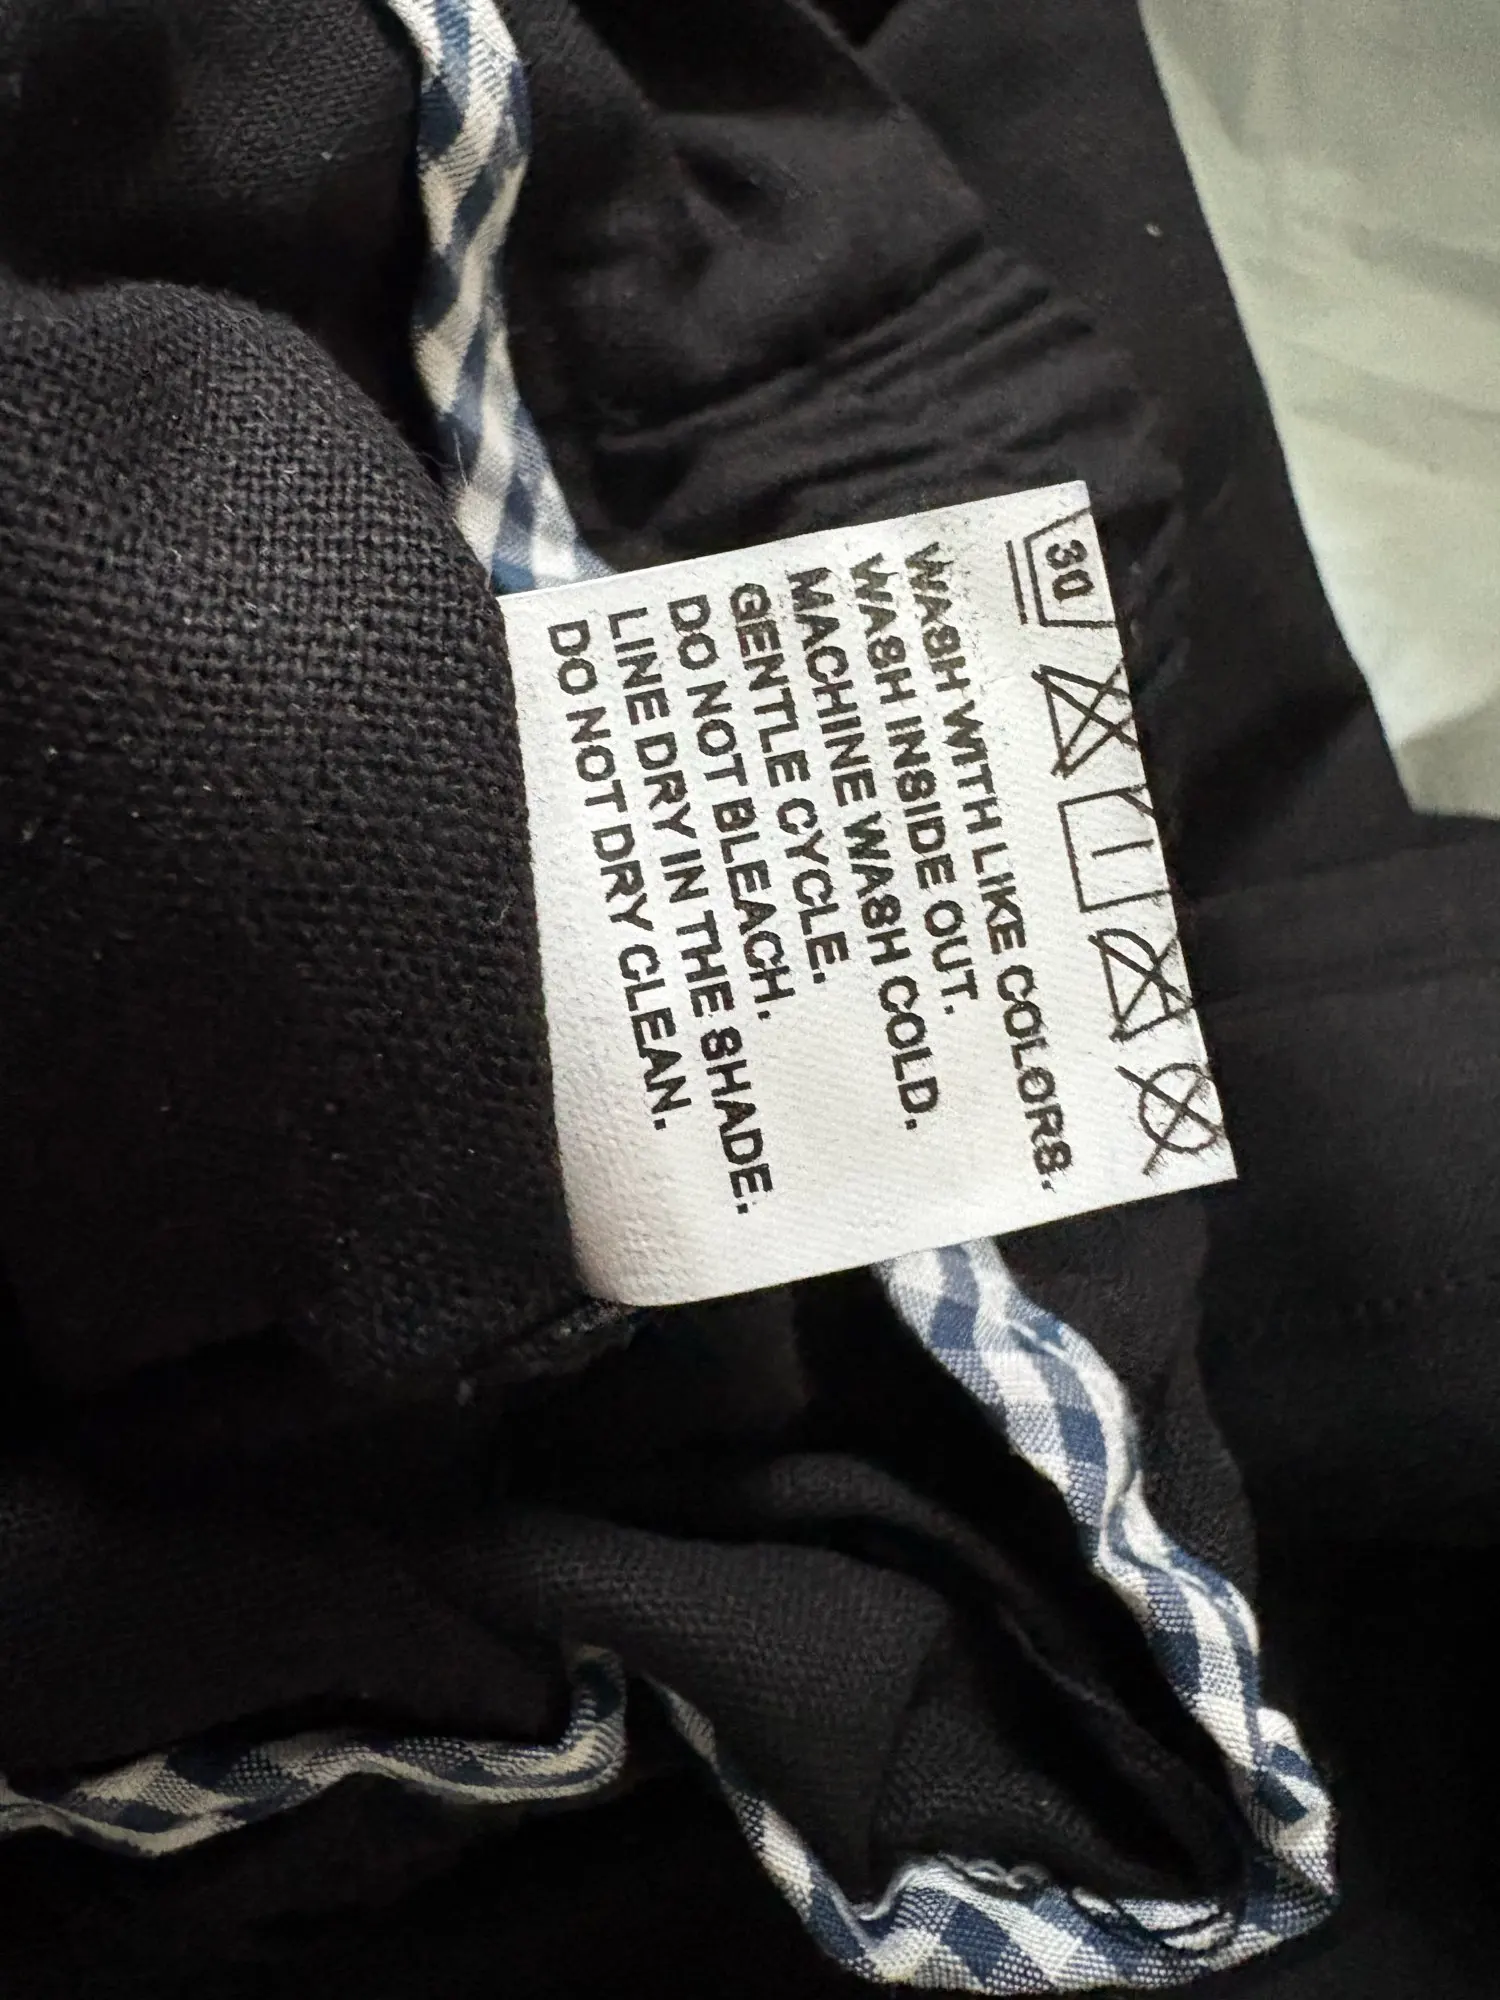 30
WASH WITH LIKE COLORS.
WASH INSIDE OUT.
MACHINE WASH COLD.
GENTLE CYCLE.
DO NOT BLEACH.
LINE DRY IN THE SHADE.
DO NOT DRY CLEAN.